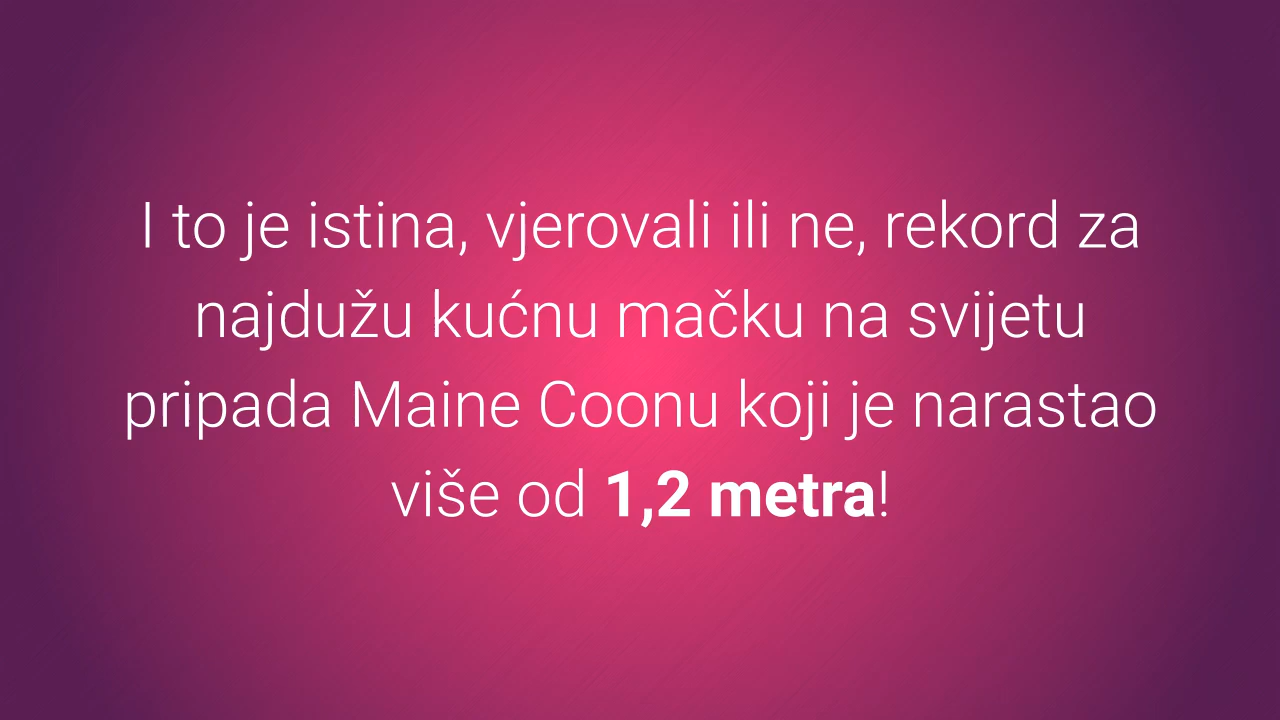 I to je istina, vjerovali ili ne, rekord za
najdužu kućnu mačku na svijetu
pripada Maine Coonu koji je narastao
više od 1,2 metra!